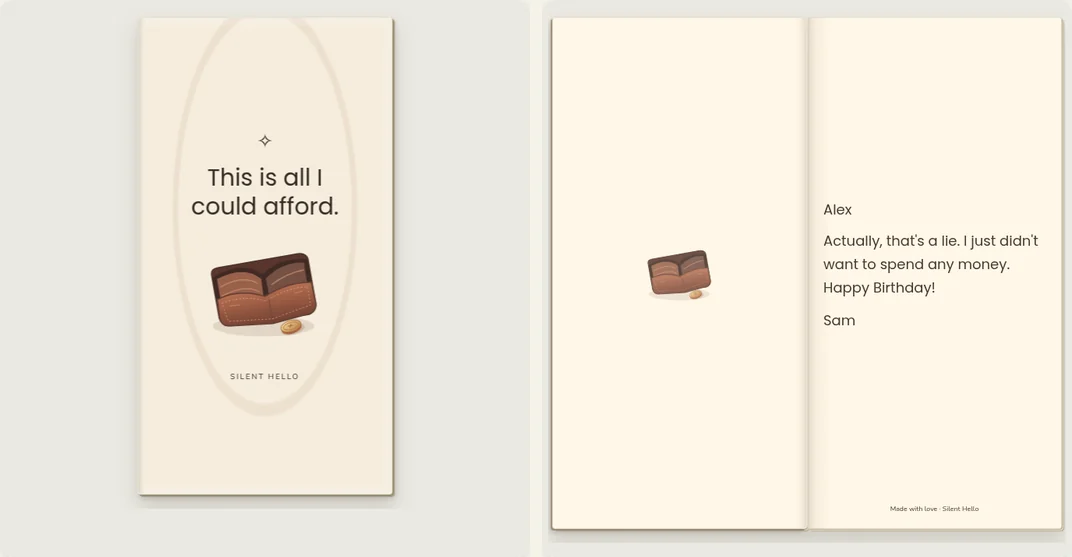 This is all I
could afford.
SILENT HELLO
Alex
Actually, that's a lie. I just didn't
want to spend any money.
Happy Birthday!
Sam
Made with love · Silent Hello